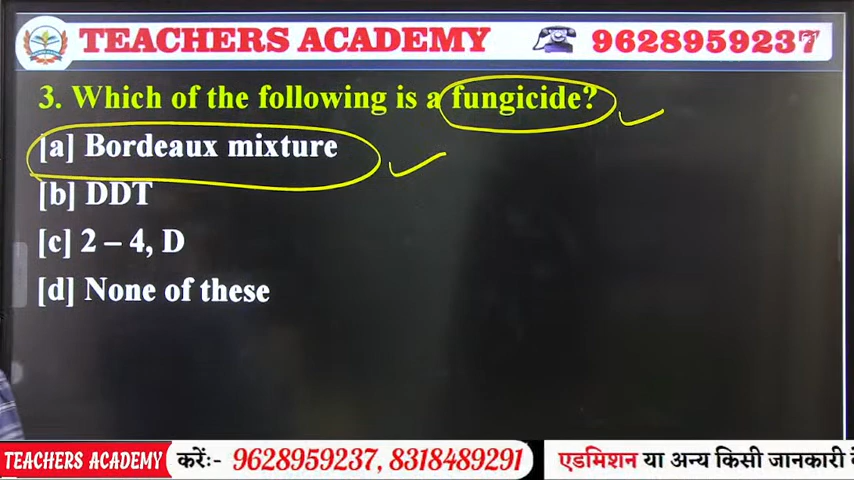 TEACHERS ACADEMY 9628959237
3. Which of the following is a fungicide?
[a] Bordeaux mixture
[b] DDT
[c] 2 – 4, D
[d] None of these
TEACHERS ACADEMY करेंः- 9628959237, 8318489291 एडमिशन या अन्य किसी जानकारी